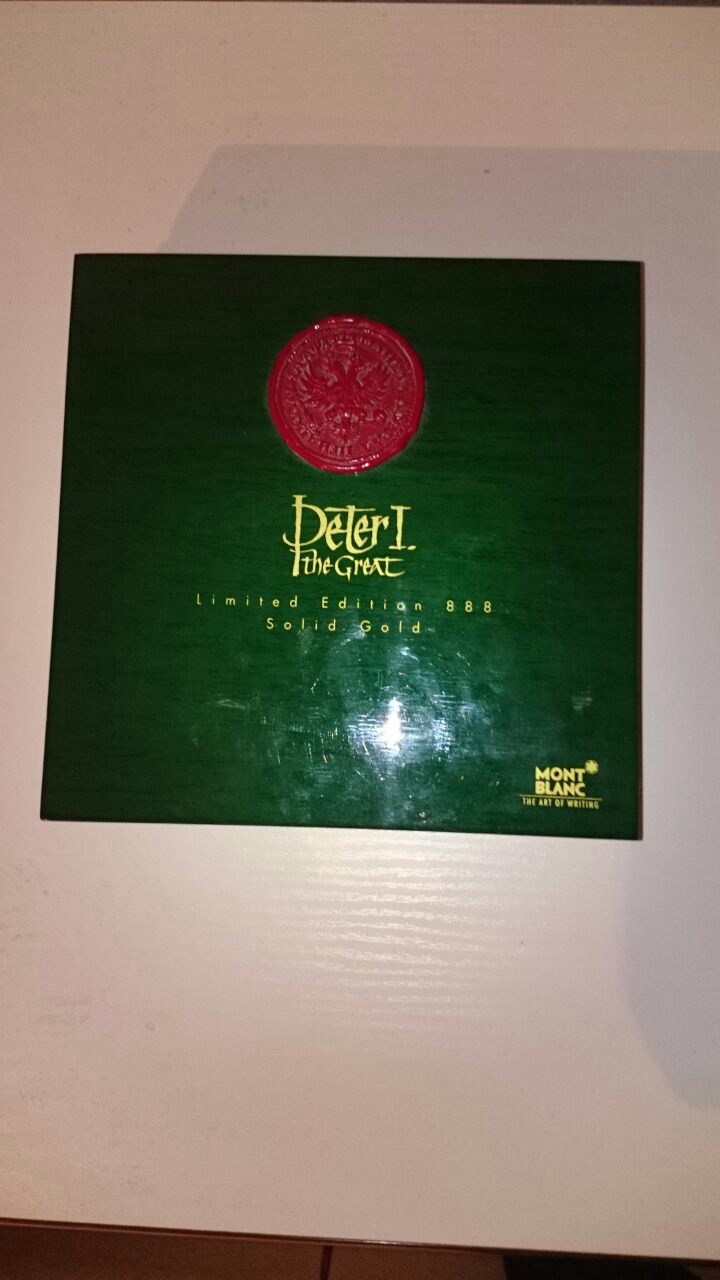 Peter I.
the Great
Limited Edition 888
Solid Gold
MONT
BLANC
THE ART OF WRITING